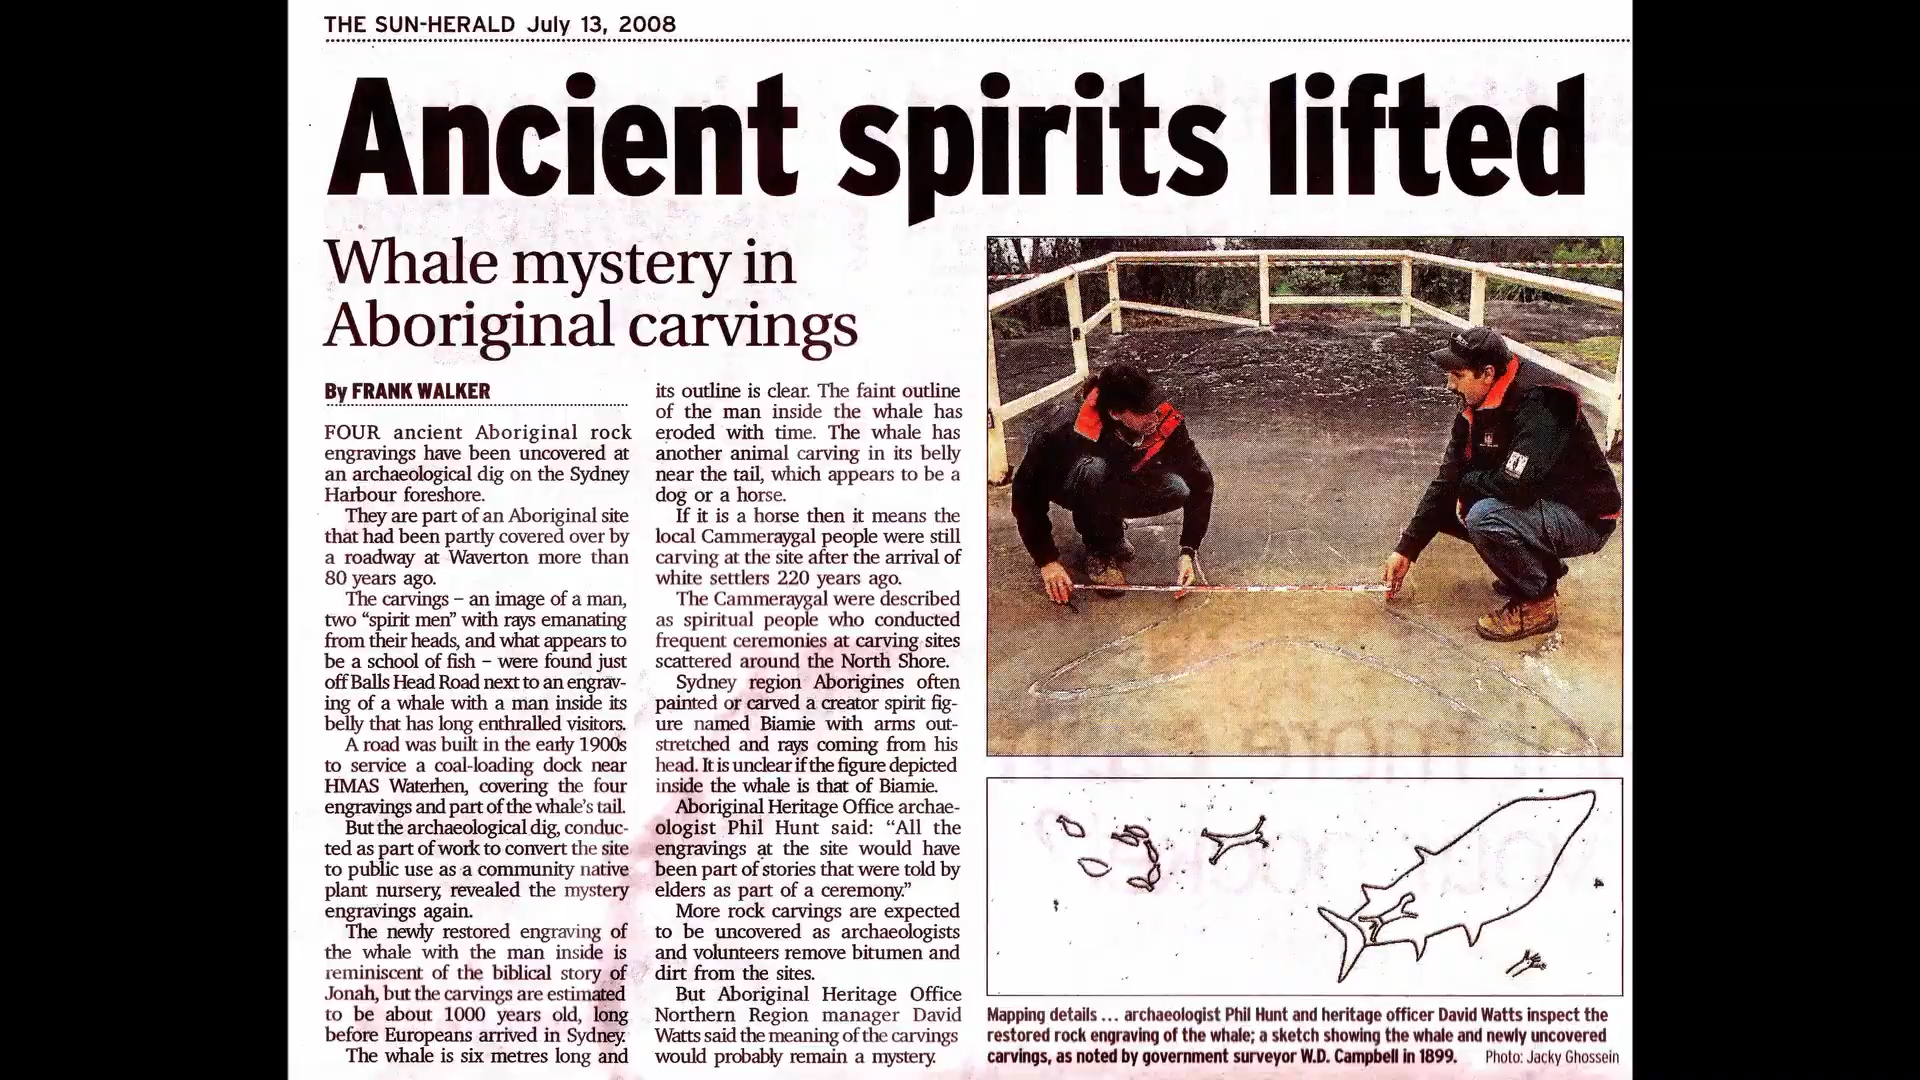 THE SUN-HERALD July 13, 2008
Ancient spirits lifted
Whale mystery in
Aboriginal carvings
By FRANK WALKER
FOUR ancient Aboriginal rock
engravings have been uncovered at
an archaeological dig on the Sydney
Harbour foreshore.
They are part of an Aboriginal site
that had been partly covered over by
a roadway at Waverton more than
80 years ago.
The carvings – an image of a man,
two “spirit men” with rays emanating
from their heads, and what appears to
be a school of fish – were found just
off Balls Head Road next to an engrav-
ing of a whale with a man inside its
belly that has long enthralled visitors.
A road was built in the early 1900s
to service a coal-loading dock near
HMAS Waterhen, covering the four
engravings and part of the whale’s tail.
But the archaeological dig, conduc-
ted as part of work to convert the site
to public use as a community native
plant nursery, revealed the mystery
engravings again.
The newly restored engraving of
the whale with the man inside is
reminiscent of the biblical story of
Jonah, but the carvings are estimated
to be about 1000 years old, long
before Europeans arrived in Sydney.
The whale is six metres long and
its outline is clear. The faint outline
of the man inside the whale has
eroded with time. The whale has
another animal carving in its belly
near the tail, which appears to be a
dog or a horse.
If it is a horse then it means the
local Cammeraygal people were still
carving at the site after the arrival of
white settlers 220 years ago.
The Cammeraygal were described
as spiritual people who conducted
frequent ceremonies at carving sites
scattered around the North Shore.
Sydney region Aborigines often
painted or carved a creator spirit fig-
ure named Biamie with arms out-
stretched and rays coming from his
head. It is unclear if the figure depicted
inside the whale is that of Biamie.
Aboriginal Heritage Office archae-
ologist Phil Hunt said: “All the
engravings at the site would have
been part of stories that were told by
elders as part of a ceremony.”
More rock carvings are expected
to be uncovered as archaeologists
and volunteers remove bitumen and
dirt from the sites.
But Aboriginal Heritage Office
Northern Region manager David
Watts said the meaning of the carvings
would probably remain a mystery.
Mapping details ... archaeologist Phil Hunt and heritage officer David Watts inspect the
restored rock engraving of the whale; a sketch showing the whale and newly uncovered
carvings, as noted by government surveyor W.D. Campbell in 1899. Photo: Jacky Ghossein